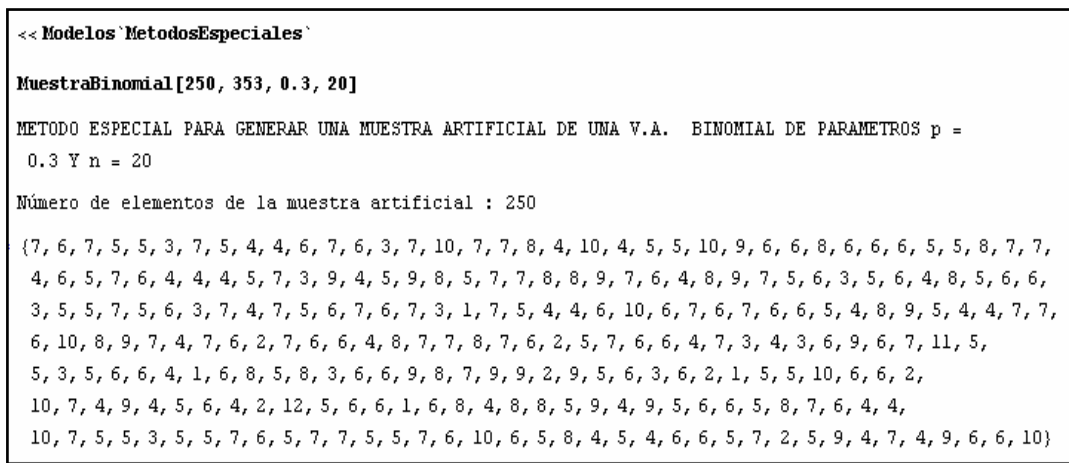 << Modelos`MetodosEspeciales`
MuestraBinomial[250, 353, 0.3, 20]
METODO ESPECIAL PARA GENERAR UNA MUESTRA ARTIFICIAL DE UNA V.A.  BINOMIAL DE PARAMETROS p =
0.3 Y n = 20
Número de elementos de la muestra artificial : 250
{7, 6, 7, 5, 5, 3, 7, 5, 4, 4, 6, 7, 6, 3, 7, 10, 7, 7, 8, 4, 10, 4, 5, 5, 10, 9, 6, 6, 8, 6, 6, 6, 5, 5, 8, 7, 7,
4, 6, 5, 7, 6, 4, 4, 4, 5, 7, 3, 9, 4, 5, 9, 8, 5, 7, 7, 8, 8, 9, 7, 6, 4, 8, 9, 7, 5, 6, 3, 5, 6, 4, 8, 5, 6, 6,
3, 5, 5, 7, 5, 6, 3, 7, 4, 7, 5, 6, 7, 6, 7, 3, 1, 7, 5, 4, 4, 6, 10, 6, 7, 6, 7, 6, 6, 5, 4, 8, 9, 5, 4, 4, 7, 7,
6, 10, 8, 9, 7, 4, 7, 6, 2, 7, 6, 6, 4, 8, 7, 7, 8, 7, 6, 2, 5, 7, 6, 6, 4, 7, 3, 4, 3, 6, 9, 6, 7, 11, 5,
5, 3, 5, 6, 6, 4, 1, 6, 8, 5, 8, 3, 6, 6, 9, 8, 7, 9, 9, 2, 9, 5, 6, 3, 6, 2, 1, 5, 5, 10, 6, 6, 2,
10, 7, 4, 9, 4, 5, 6, 4, 2, 12, 5, 6, 6, 1, 6, 8, 4, 8, 8, 5, 9, 4, 9, 5, 6, 6, 5, 8, 7, 6, 4, 4,
10, 7, 5, 5, 3, 5, 5, 7, 6, 5, 7, 7, 5, 5, 7, 6, 10, 6, 5, 8, 4, 5, 4, 6, 6, 5, 7, 2, 5, 9, 4, 7, 4, 9, 6, 6, 10}